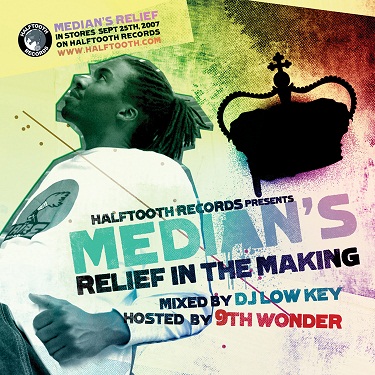 HALFTOOTH
RECORDS
MEDIAN'S RELIEF
IN STORES SEPT 25TH, 2007
ON HALFTOOTH RECORDS
WWW.HALFTOOTH.COM
HALFTOOTH RECORDS PRESENTS
MEDIAN'S
RELIEF IN THE MAKING
MIXED BY DJ LOW KEY
HOSTED BY 9TH WONDER